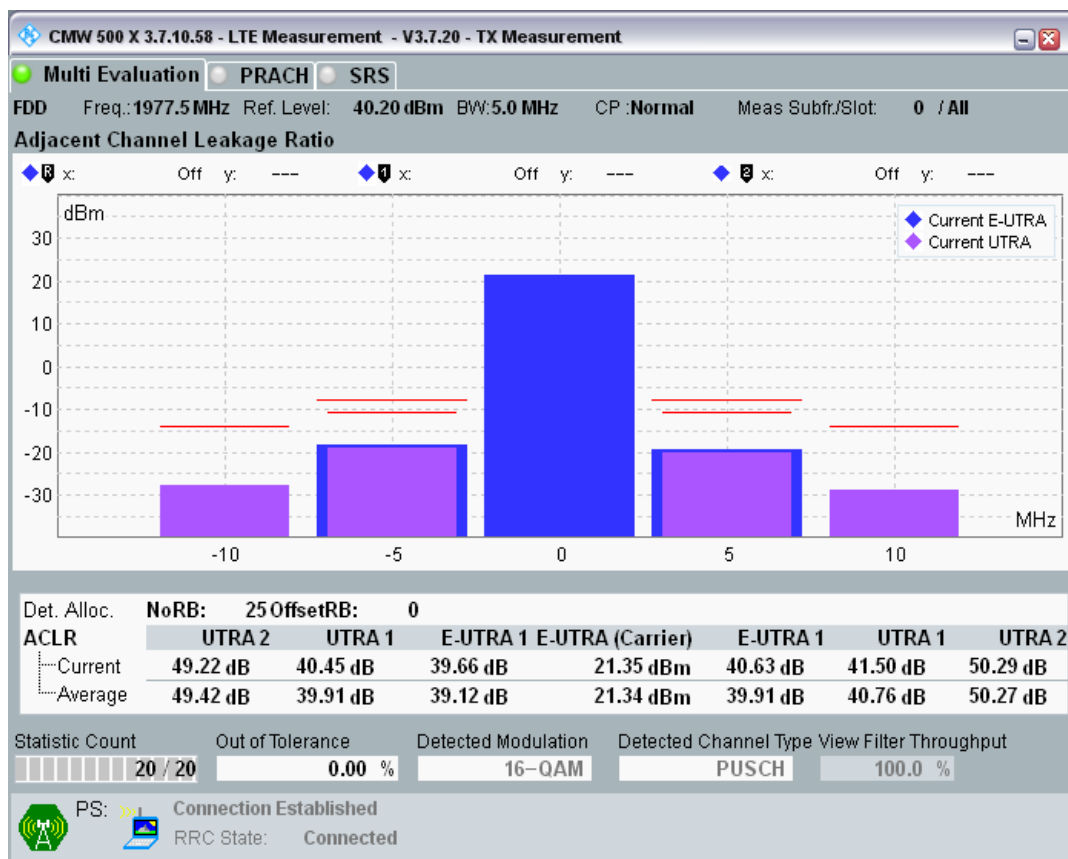 CMW 500 X 3.7.10.58 - LTE Measurement - V3.7.20 - TX Measurement
Multi Evaluation PRACH SRS
FDD Freq.: 1977.5 MHz Ref. Level: 40.20 dBm BW: 5.0 MHz CP : Normal Meas Subfr./Slot: 0 / All
Adjacent Channel Leakage Ratio
R x: Off y: --- 1 x: Off y: --- 2 x: Off y: ---
dBm
Current E-UTRA
Current UTRA
30
20
10
0
-10
-20
-30
MHz
-10 -5 0 5 10
Det. Alloc. NoRB: 25 OffsetRB: 0
ACLR UTRA 2 UTRA 1 E-UTRA 1 E-UTRA (Carrier) E-UTRA 1 UTRA 1 UTRA 2
Current 49.22 dB 40.45 dB 39.66 dB 21.35 dBm 40.63 dB 41.50 dB 50.29 dB
Average 49.42 dB 39.91 dB 39.12 dB 21.34 dBm 39.91 dB 40.76 dB 50.27 dB
Statistic Count Out of Tolerance Detected Modulation Detected Channel Type View Filter Throughput
20 / 20 0.00 % 16-QAM PUSCH 100.0 %
PS: Connection Established
RRC State: Connected